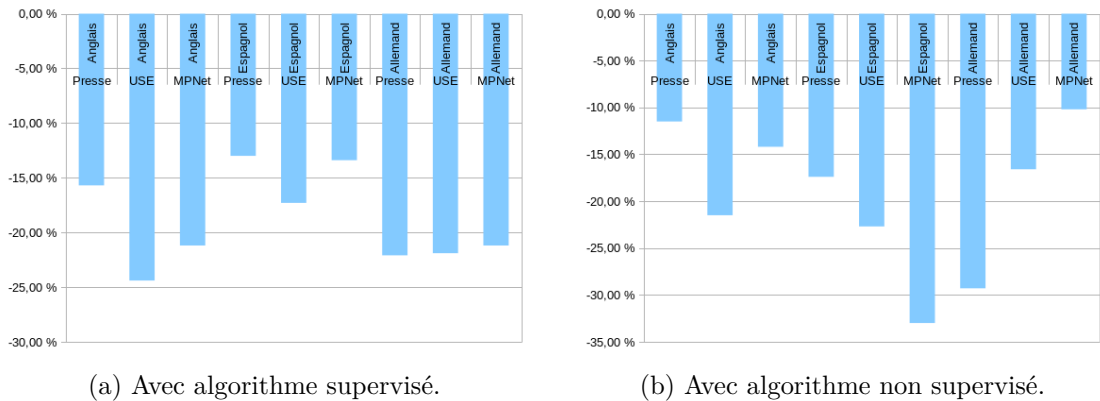 0,00 %
Anglais Anglais Anglais Espagnol Espagnol Espagnol Allemand Allemand Allemand
-5,00 %
Presse USE MPNet Presse USE MPNet Presse USE MPNet
-10,00 %
-15,00 %
-20,00 %
-25,00 %
-30,00 %
(a) Avec algorithme supervisé.
0,00 %
Anglais Anglais Anglais Espagnol Espagnol Espagnol Allemand Allemand Allemand
-5,00 %
Presse USE MPNet Presse USE MPNet Presse USE MPNet
-10,00 %
-15,00 %
-20,00 %
-25,00 %
-30,00 %
-35,00 %
(b) Avec algorithme non supervisé.